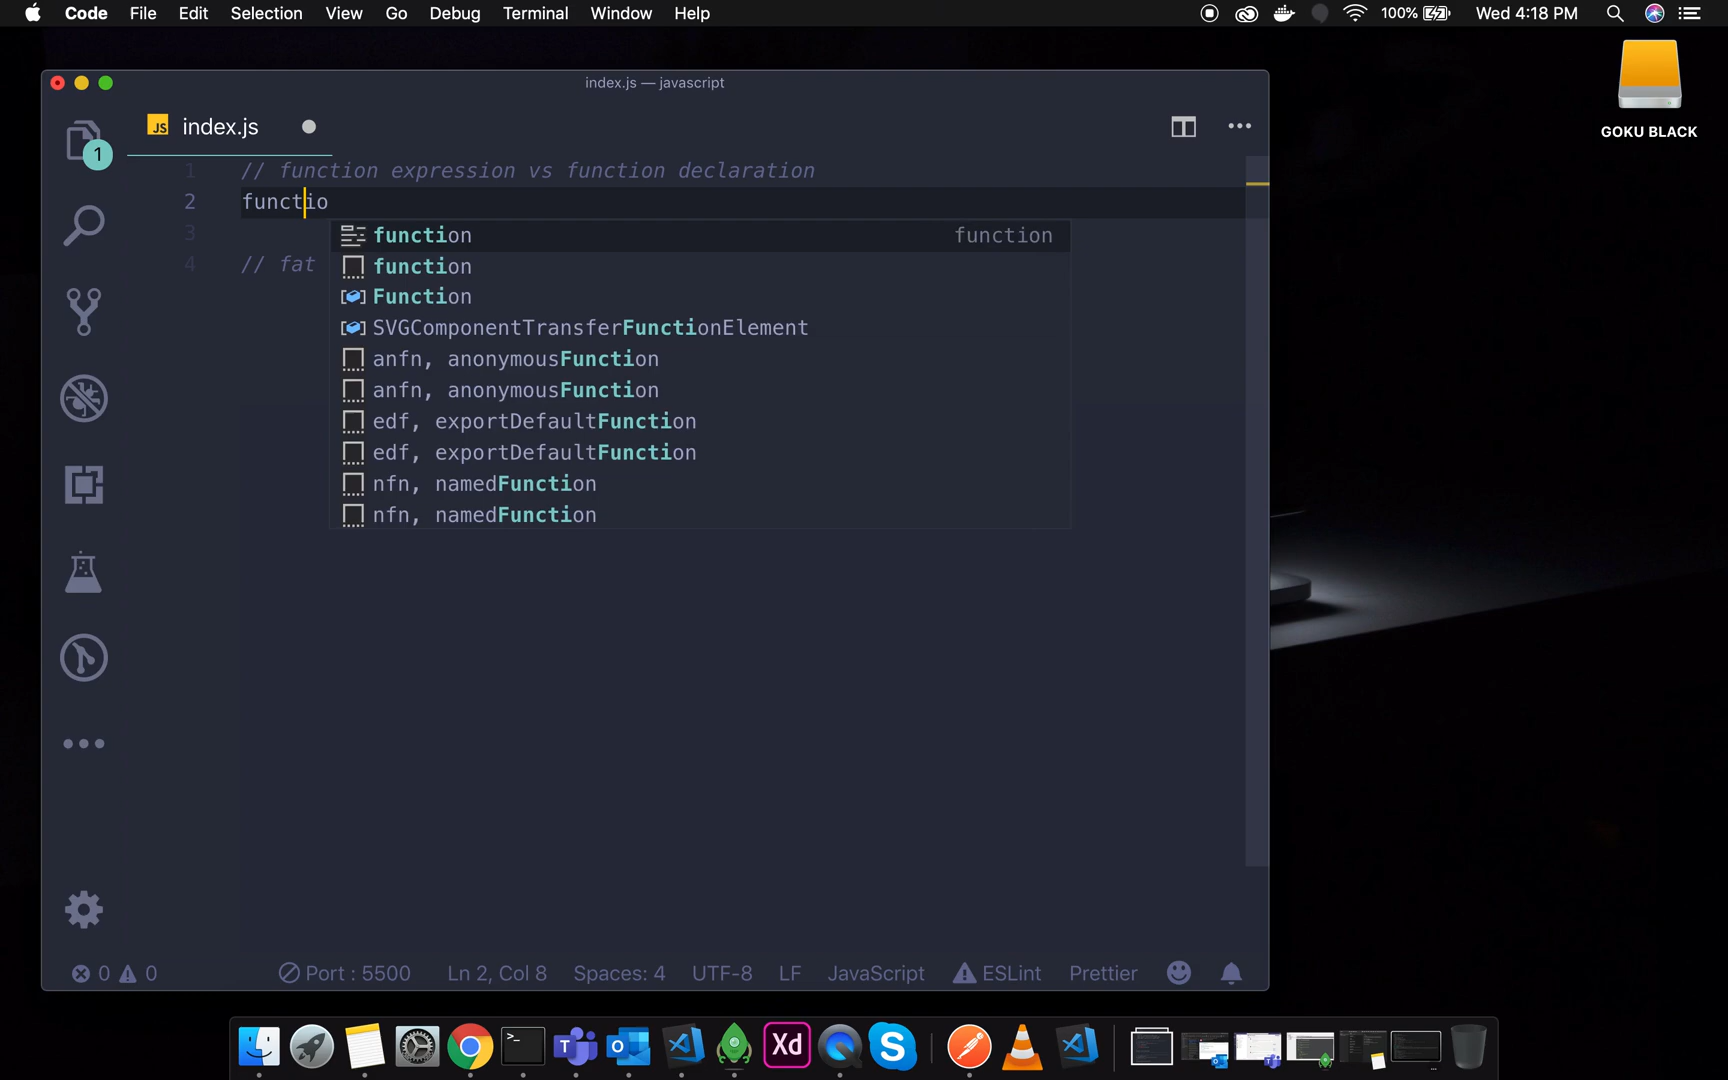 Code File Edit Selection View Go Debug Terminal Window Help 100% Wed 4:18 PM
GOKU BLACK
index.js — javascript
JS index.js
1
1 // function expression vs function declaration
2 functio
3
4 // fat
function function
function
Function
SVGComponentTransferFunctionElement
anfn, anonymousFunction
anfn, anonymousFunction
edf, exportDefaultFunction
edf, exportDefaultFunction
nfn, namedFunction
nfn, namedFunction
0 0 Port : 5500 Ln 2, Col 8 Spaces: 4 UTF-8 LF JavaScript ESLint Prettier
>_ T O Xd S